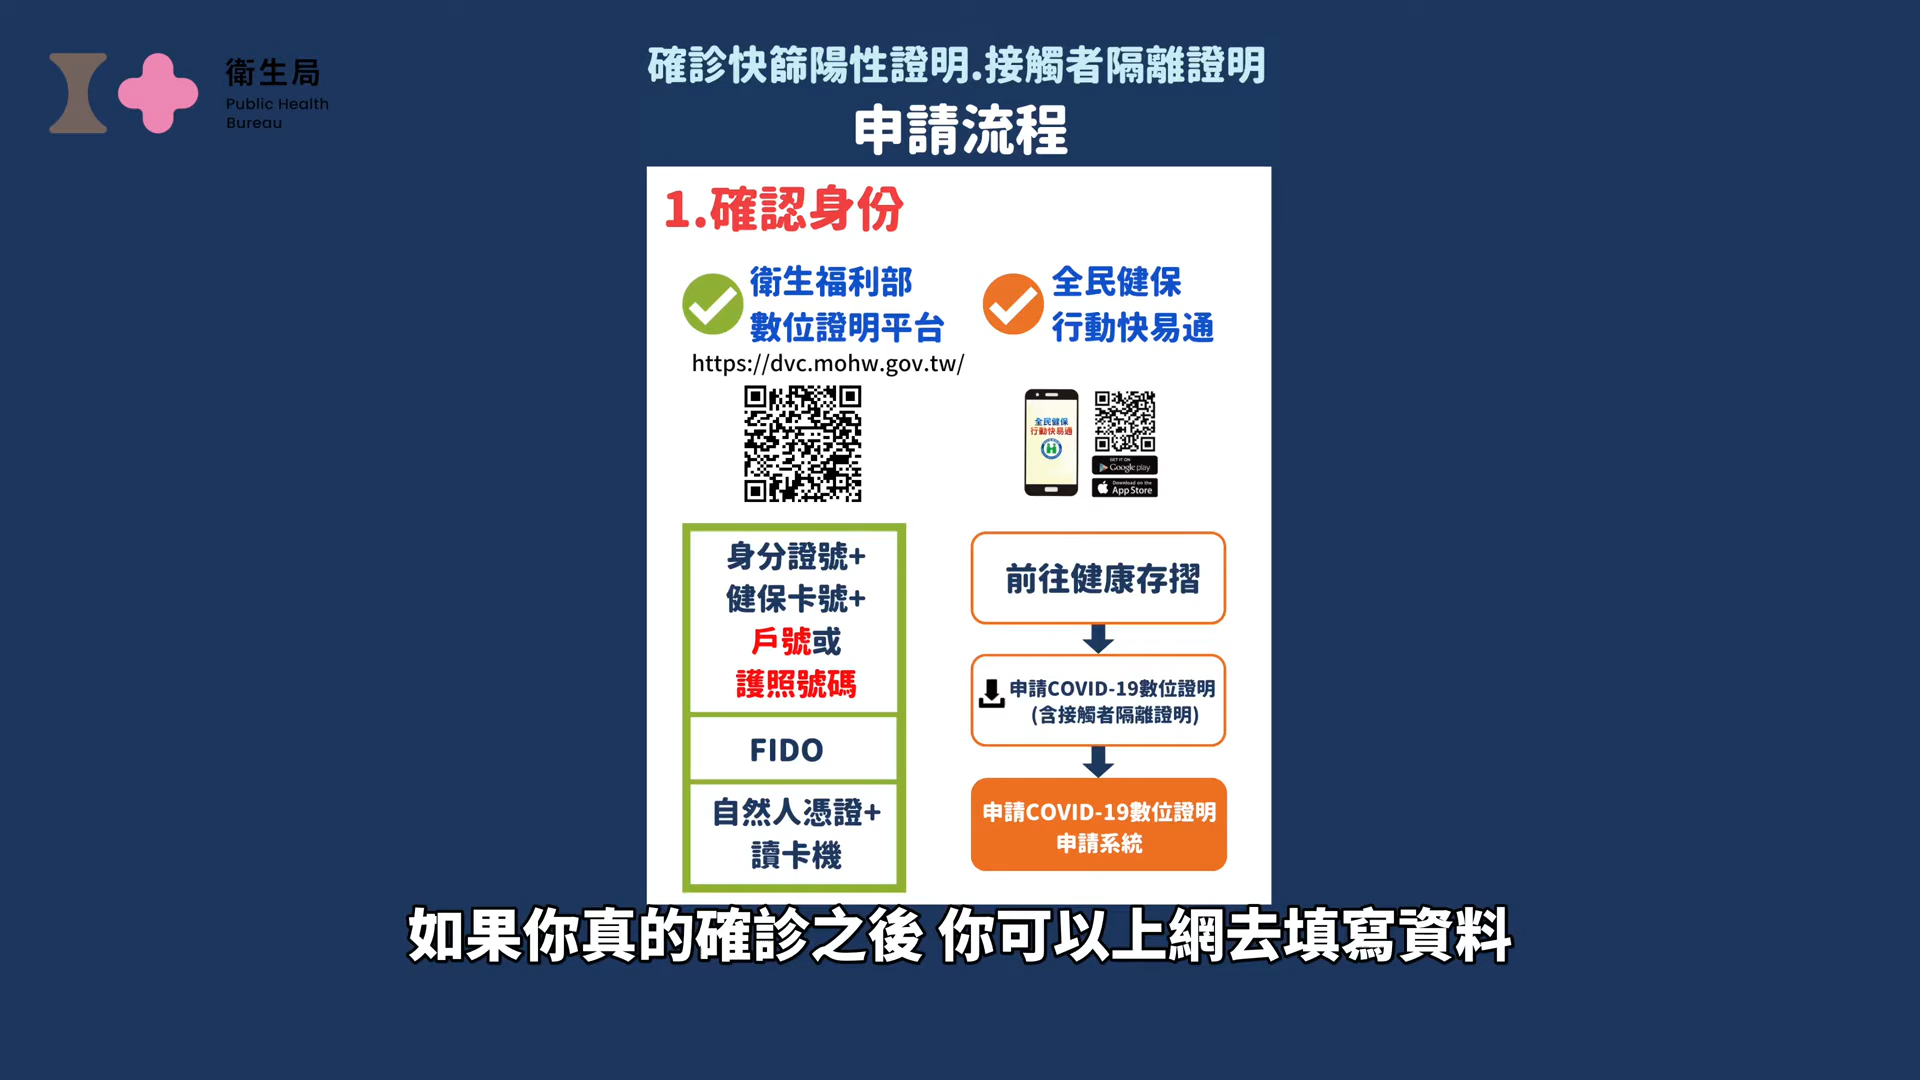 衛生局
Public Health
Bureau
確診快篩陽性證明.接觸者隔離證明
申請流程
1.確認身份
衛生福利部
數位證明平台
https://dvc.mohw.gov.tw/
全民健保
行動快易通
全民健保
行動快易通
GET IT ON
Google play
Download on the
App Store
身分證號+
健保卡號+
戶號或
護照號碼
FIDO
自然人憑證+
讀卡機
前往健康存摺
申請COVID-19數位證明
(含接觸者隔離證明)
申請COVID-19數位證明
申請系統
如果你真的確診之後 你可以上網去填寫資料